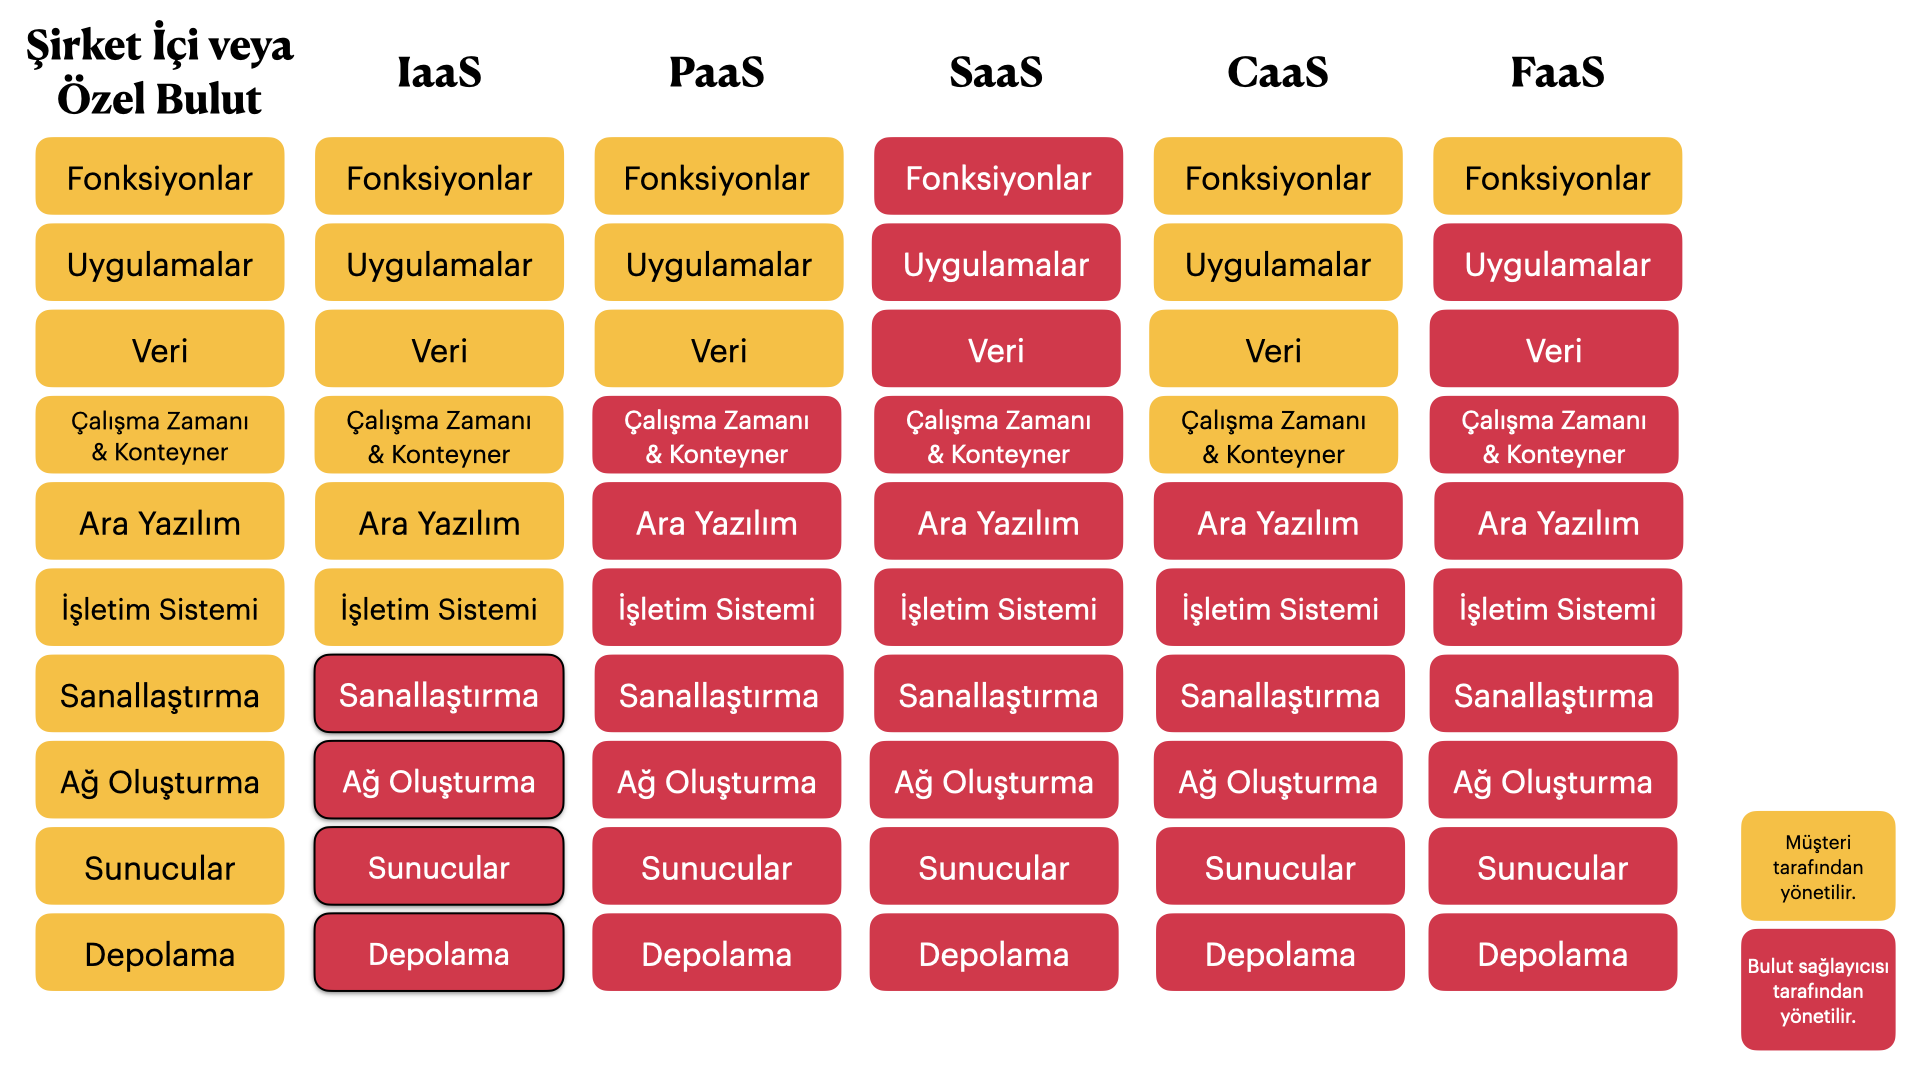 Şirket İçi veya
Özel Bulut
IaaS
PaaS
SaaS
CaaS
FaaS
Fonksiyonlar
Fonksiyonlar
Fonksiyonlar
Fonksiyonlar
Fonksiyonlar
Fonksiyonlar
Uygulamalar
Uygulamalar
Uygulamalar
Uygulamalar
Uygulamalar
Uygulamalar
Veri
Veri
Veri
Veri
Veri
Veri
Çalışma Zamanı
& Konteyner
Çalışma Zamanı
& Konteyner
Çalışma Zamanı
& Konteyner
Çalışma Zamanı
& Konteyner
Çalışma Zamanı
& Konteyner
Çalışma Zamanı
& Konteyner
Ara Yazılım
Ara Yazılım
Ara Yazılım
Ara Yazılım
Ara Yazılım
Ara Yazılım
İşletim Sistemi
İşletim Sistemi
İşletim Sistemi
İşletim Sistemi
İşletim Sistemi
İşletim Sistemi
Sanallaştırma
Sanallaştırma
Sanallaştırma
Sanallaştırma
Sanallaştırma
Sanallaştırma
Ağ Oluşturma
Ağ Oluşturma
Ağ Oluşturma
Ağ Oluşturma
Ağ Oluşturma
Ağ Oluşturma
Sunucular
Sunucular
Sunucular
Sunucular
Sunucular
Sunucular
Depolama
Depolama
Depolama
Depolama
Depolama
Depolama
Müşteri
tarafından
yönetilir.
Bulut sağlayıcısı
tarafından
yönetilir.